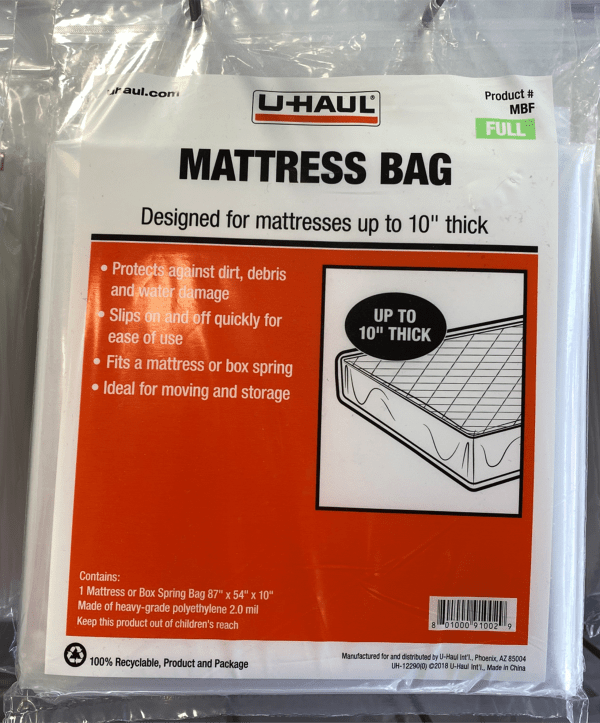 uhaul.com
U-HAUL®
Product #
MBF
FULL
MATTRESS BAG
Designed for mattresses up to 10" thick
• Protects against dirt, debris
and water damage
• Slips on and off quickly for
ease of use
• Fits a mattress or box spring
• Ideal for moving and storage
UP TO
10" THICK
Contains:
1 Mattress or Box Spring Bag 87" x 54" x 10"
Made of heavy-grade polyethylene 2.0 mil
Keep this product out of children's reach
8 01000 91002 9
100% Recyclable, Product and Package
Manufactured for and distributed by U-Haul Int'l., Phoenix, AZ 85004
UH-12290(0) ©2018 U-Haul Int'l., Made in China